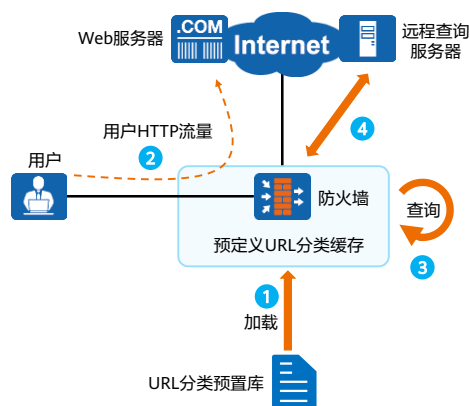 .COM
Web服务器
Internet
远程查询
服务器
4
用户HTTP流量
2
用户
防火墙
查询
预定义URL分类缓存
3
1
加载
URL分类预置库